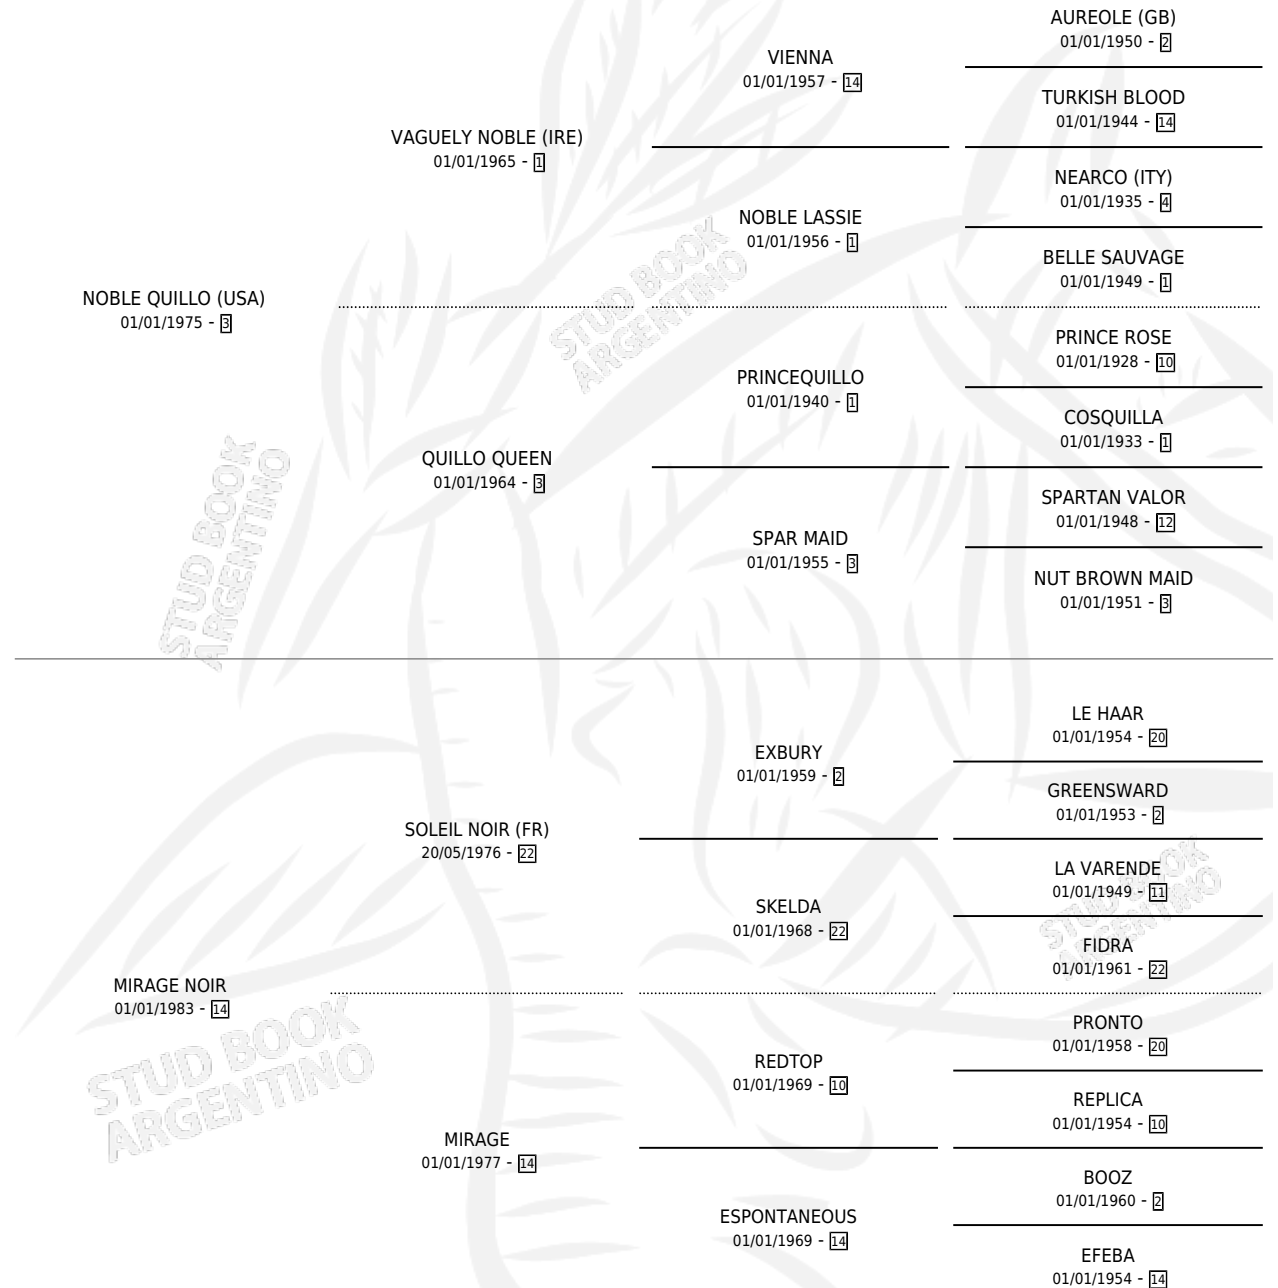 AUREOLE (GB)
01/01/1950 - 2
VIENNA
01/01/1957 - 14
TURKISH BLOOD
01/01/1944 - 14
VAGUELY NOBLE (IRE)
01/01/1965 - 1
NEARCO (ITY)
01/01/1935 - 4
NOBLE LASSIE
01/01/1956 - 1
BELLE SAUVAGE
01/01/1949 - 1
NOBLE QUILLO (USA)
01/01/1975 - 3
PRINCE ROSE
01/01/1928 - 10
PRINCEQUILLO
01/01/1940 - 1
COSQUILLA
01/01/1933 - 1
QUILLO QUEEN
01/01/1964 - 3
SPARTAN VALOR
01/01/1948 - 12
SPAR MAID
01/01/1955 - 3
NUT BROWN MAID
01/01/1951 - 3
LE HAAR
01/01/1954 - 20
EXBURY
01/01/1959 - 2
GREENSWARD
01/01/1953 - 2
SOLEIL NOIR (FR)
20/05/1976 - 22
LA VARENDE
01/01/1949 - 11
SKELDA
01/01/1968 - 22
FIDRA
01/01/1961 - 22
MIRAGE NOIR
01/01/1983 - 14
PRONTO
01/01/1958 - 20
REDTOP
01/01/1969 - 10
REPLICA
01/01/1954 - 10
MIRAGE
01/01/1977 - 14
BOOZ
01/01/1960 - 2
ESPONTANEOUS
01/01/1969 - 14
EFEBA
01/01/1954 - 14
STUD BOOK
ARGENTINO
STUD BOOK
ARGENTINO
STUD BOOK
ARGENTINO
STUD BOOK
ARGENTINO